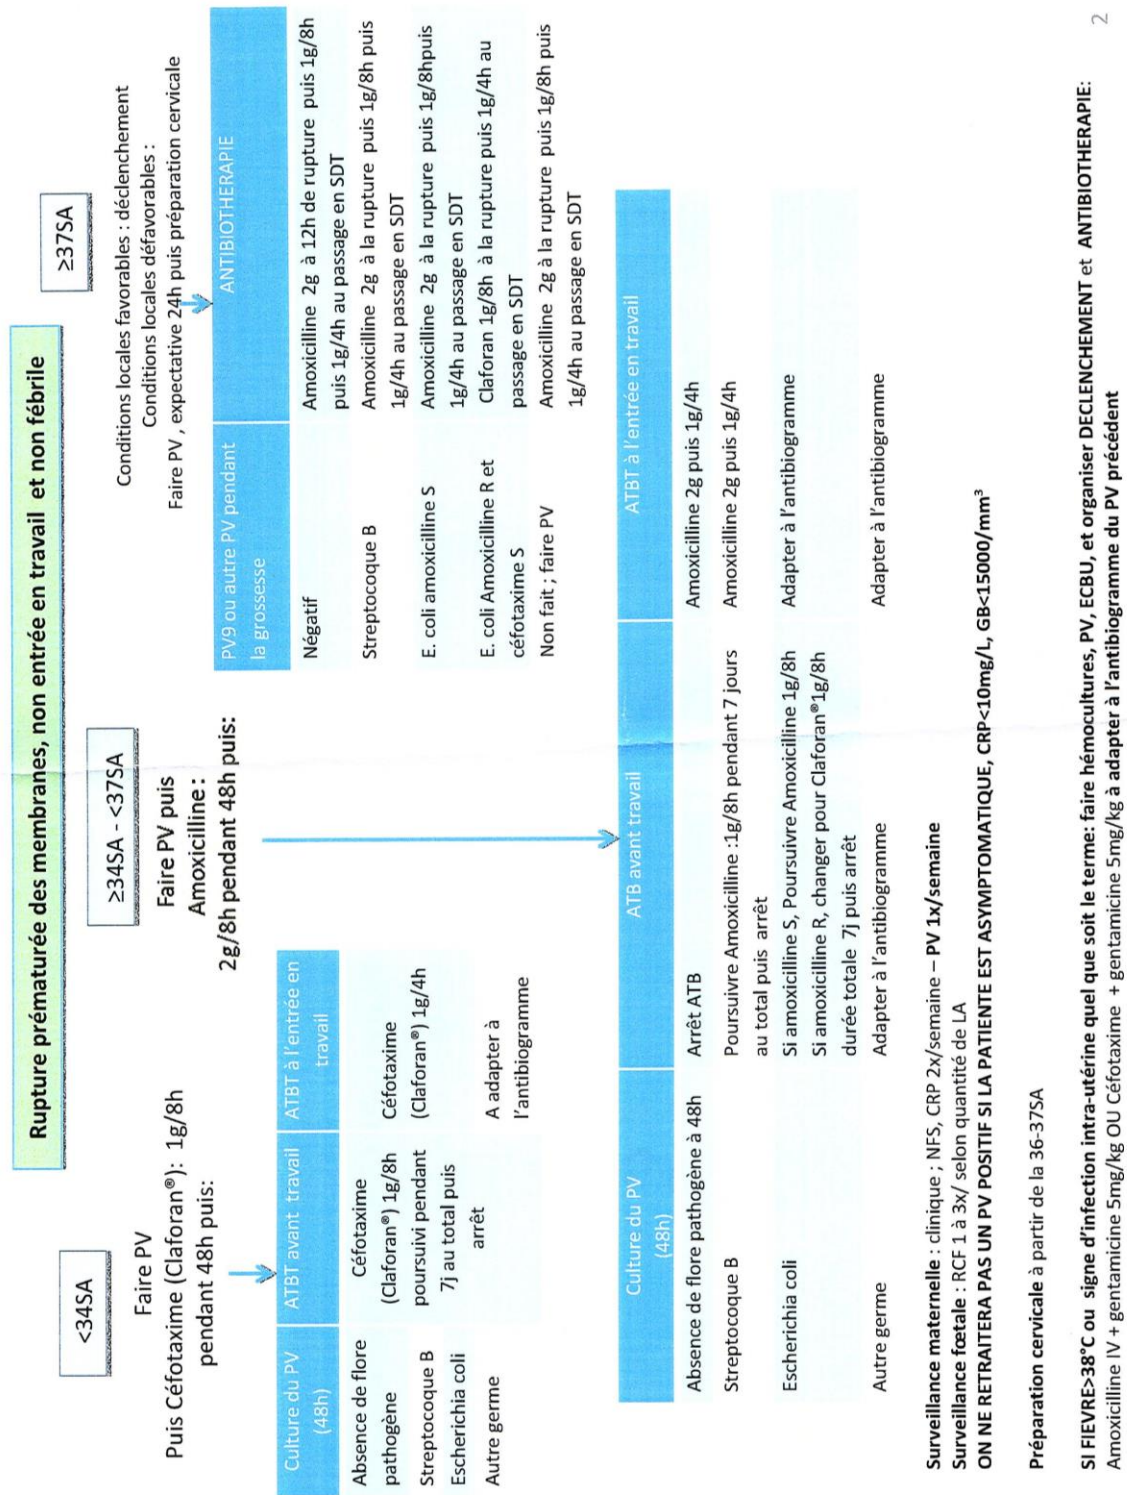 Rupture prématurée des membranes, non entrée en travail et non fébrile
<34SA
Faire PV
Puis Céfotaxime (Claforan®): 1g/8h
pendant 48h puis:
Culture du PV
(48h)
ATBT avant travail
ATBT à l'entrée en
travail
Absence de flore
pathogène
Streptocoque B
Escherichia coli
Céfotaxime
(Claforan®) 1g/8h
poursuivi pendant
7j au total puis
arrêt
Céfotaxime
(Claforan®) 1g/4h
Autre germe
A adapter à
l'antibiogramme
≥34SA - <37SA
Faire PV puis
Amoxicilline :
2g/8h pendant 48h puis:
≥37SA
Conditions locales favorables : déclenchement
Conditions locales défavorables :
Faire PV , expectative 24h puis préparation cervicale
PV9 ou autre PV pendant
la grossesse
ANTIBIOTHERAPIE
Négatif
Amoxicilline 2g à 12h de rupture puis 1g/8h
puis 1g/4h au passage en SDT
Streptocoque B
Amoxicilline 2g à la rupture puis 1g/8h puis
1g/4h au passage en SDT
E. coli amoxicilline S
Amoxicilline 2g à la rupture puis 1g/8hpuis
1g/4h au passage en SDT
E. coli Amoxicilline R et
céfotaxime S
Claforan 1g/8h à la rupture puis 1g/4h au
passage en SDT
Non fait ; faire PV
Amoxicilline 2g à la rupture puis 1g/8h puis
1g/4h au passage en SDT
Culture du PV
(48h)
ATB avant travail
ATBT à l'entrée en travail
Absence de flore pathogène à 48h
Arrêt ATB
Amoxicilline 2g puis 1g/4h
Streptocoque B
Poursuivre Amoxicilline :1g/8h pendant 7 jours
au total puis arrêt
Amoxicilline 2g puis 1g/4h
Escherichia coli
Si amoxicilline S, Poursuivre Amoxicilline 1g/8h
Si amoxicilline R, changer pour Claforan®1g/8h
durée totale 7j puis arrêt
Adapter à l'antibiogramme
Autre germe
Adapter à l'antibiogramme
Adapter à l'antibiogramme
Surveillance maternelle : clinique ; NFS, CRP 2x/semaine – PV 1x/semaine
Surveillance fœtale : RCF 1 à 3x/ selon quantité de LA
ON NE RETRAITERA PAS UN PV POSITIF SI LA PATIENTE EST ASYMPTOMATIQUE, CRP<10mg/L, GB<15000/mm³
Préparation cervicale à partir de la 36-37SA
SI FIEVRE>38°C ou signe d'infection intra-utérine quel que soit le terme: faire hémocultures, PV, ECBU, et organiser DECLENCHEMENT et ANTIBIOTHERAPIE:
Amoxicilline IV + gentamicine 5mg/kg OU Céfotaxime + gentamicine 5mg/kg à adapter à l'antibiogramme du PV précédent
2